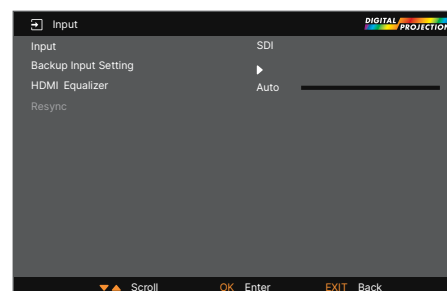 Input
DIGITAL
PROJECTION
Input SDI
Backup Input Setting
HDMI Equalizer Auto
Resync
Scroll OK Enter EXIT Back